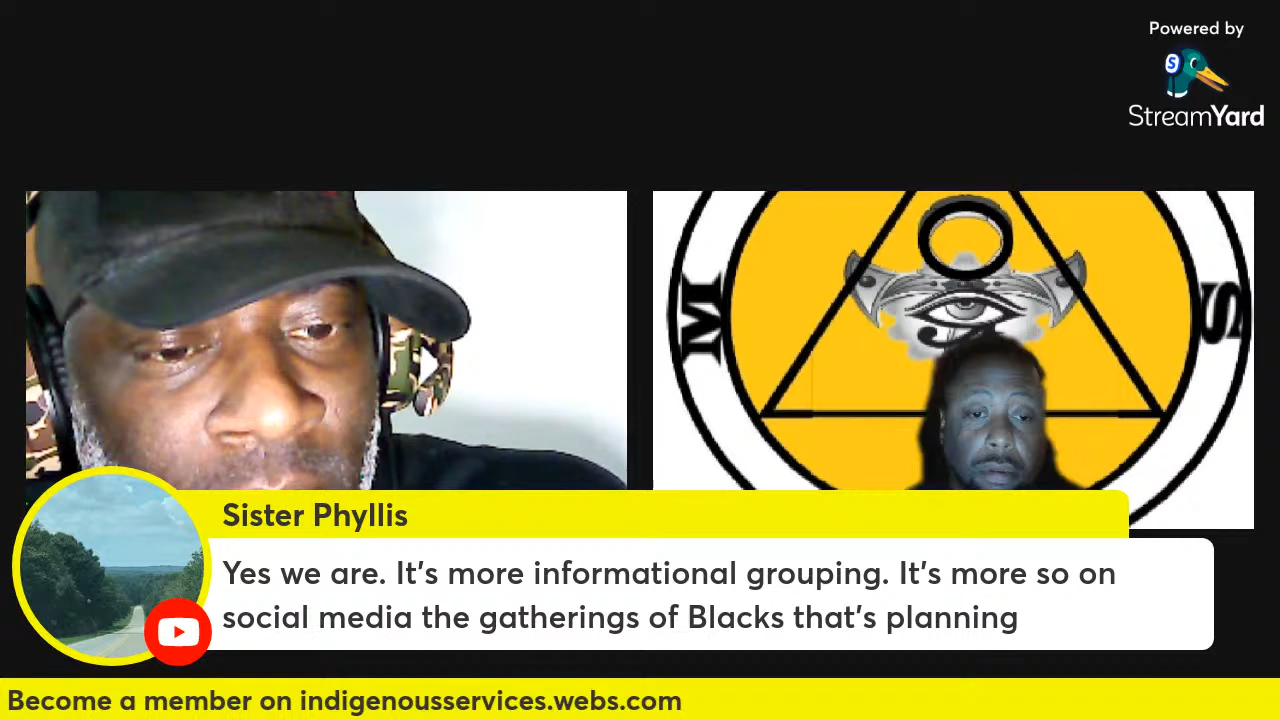 Powered by
S
StreamYard
M
S
Sister Phyllis
Yes we are. It's more informational grouping. It's more so on
social media the gatherings of Blacks that's planning
Become a member on indigenousservices.webs.com